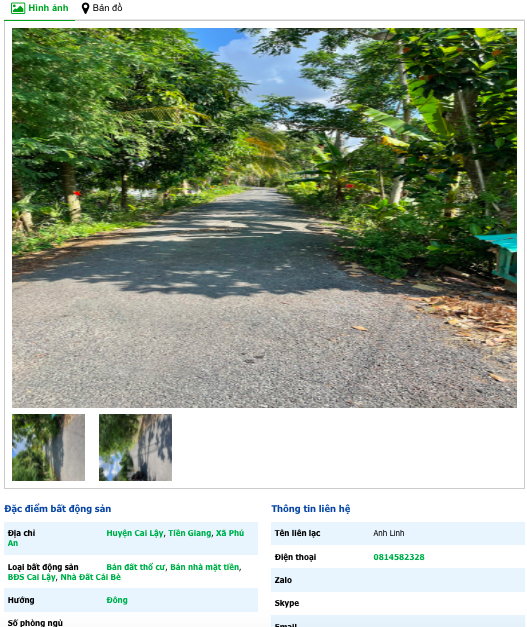 Hình ảnh Bản đồ
Đặc điểm bất động sản
Địa chỉ Huyện Cai Lậy, Tiền Giang, Xã Phú
An
Loại bất động sản Bán đất thổ cư, Bán nhà mặt tiền,
BĐS Cai Lậy, Nhà Đất Cái Bè
Hướng Đông
Số phòng ngủ
Thông tin liên hệ
Tên liên lạc Anh Linh
Điện thoại 0814582328
Zalo
Skype
Email